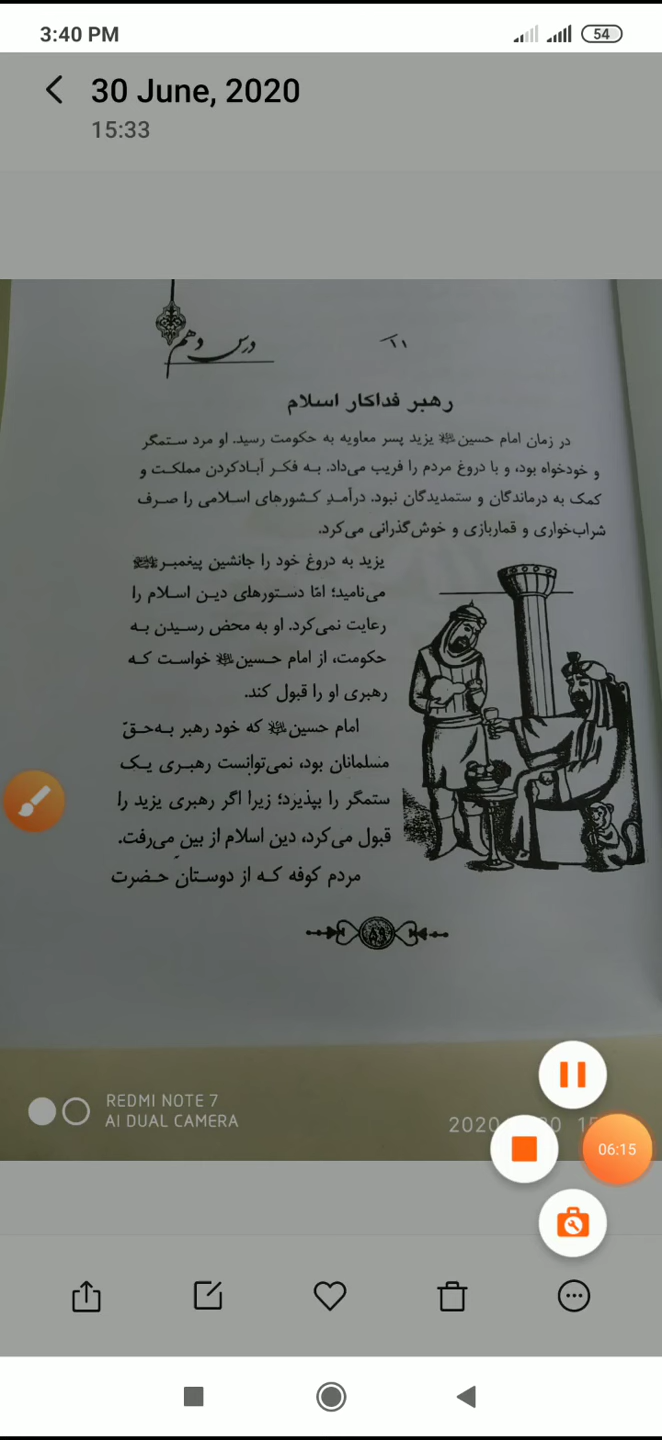 3:40 PM
54
30 June, 2020
15:33
درس دهم
رهبر فداکار اسلام
در زمان امام حسین یزید پسر معاویه به حکومت رسید. او مرد ستمگر
و خودخواه بود، و با دروغ مردم را فریب می‌داد. به فکر آبادکردن مملکت و
کمک به درماندگان و ستمدیدگان نبود. درآمدِ کشورهای اسلامی را صرف
شراب‌خواری و قماربازی و خوش‌گذرانی می‌کرد.
یزید به دروغ خود را جانشین پیغمبر
می‌نامید؛ امّا دستورهای دین اسلام را
رعایت نمی‌کرد. او به محض رسیدن به
حکومت، از امام حسین خواست که
رهبری او را قبول کند.
امام حسین که خود رهبر به‌حقّ
مسلمانان بود، نمی‌توانست رهبری یک
ستمگر را بپذیرد؛ زیرا اگر رهبری یزید را
قبول می‌کرد، دین اسلام از بین می‌رفت.
مردم کوفه که از دوستان حضرت
۵۹
REDMI NOTE 7
AI DUAL CAMERA
2020
06:15